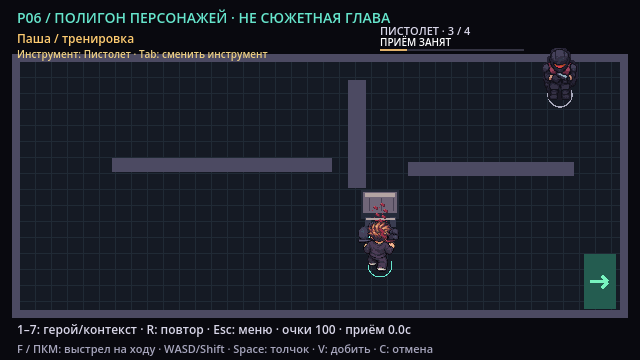 P06 / ПОЛИГОН ПЕРСОНАЖЕЙ · НЕ СЮЖЕТНАЯ ГЛАВА
Паша / тренировка
ПИСТОЛЕТ · 3 / 4
ПРИЁМ ЗАНЯТ
Инструмент: Пистолет · Tab: сменить инструмент
1–7: герой/контекст · R: повтор · Esc: меню · очки 100 · приём 0.0с
F / ПКМ: выстрел на ходу · WASD/Shift · Space: толчок · V: добить · C: отмена